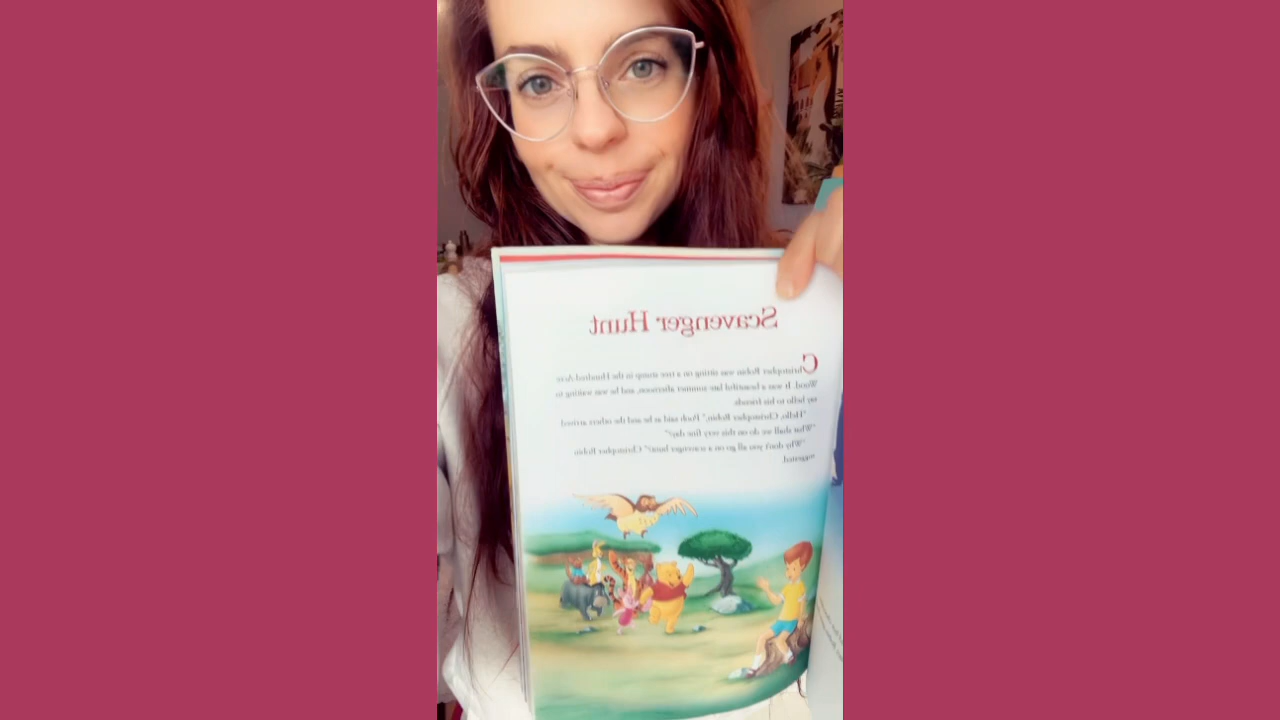 Scavenger Hunt
Christopher Robin was sitting on a tree stump in the Hundred-Acre
Wood. It was a beautiful late summer afternoon, and he was waiting to
say hello to his friends.
"Hello, Christopher Robin," Pooh said as he and the others arrived.
"What shall we do on this very fine day?"
"Why don't you all go on a scavenger hunt?" Christopher Robin
suggested.